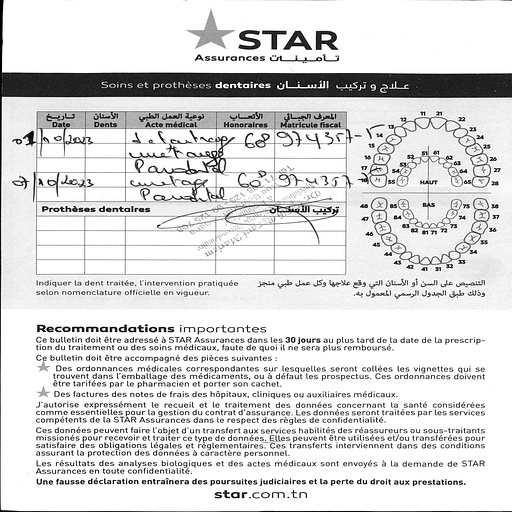 STAR
Assurances تأمينات
Soins et prothèses dentaires علاج و تركيب الأسنـان
تـاريـخ الأسنان نوعية العمل الطبي الأتعـاب المعرف الجبائي
Date Dents Acte médical Honoraires Matricule fiscal
/10/2023 detartrage 60
Parodontal
/10/2023 60
Parodontal
Prothèses dentaires تركيب الأسنـان
11 21
12 22
13 23
14 24
15 25
16 26
17 27
18 28
51 61
52 62
53 63
54 64
55 65
HAUT
BAS
48 38
47 37
46 36
45 35
44 34
43 33
42 41 31 32
85 75
84 74
83 73
82 81 71 72
Indiquer la dent traitée, l'intervention pratiquée
selon nomenclature officielle en vigueur.
التنصيص على السن أو الأسنان التي وقع علاجها وكل عمل طبي منجز
وذلك طبق الجدول الرسمي المعمول به.
Recommandations importantes
Ce bulletin doit être adressé à STAR Assurances dans les 30 jours au plus tard de la date de la prescrip-
tion du traitement ou des soins médicaux, faute de quoi il ne sera plus remboursé.
Ce bulletin doit être accompagné des pièces suivantes :
Des ordonnances médicales correspondantes sur lesquelles seront collées les vignettes qui se
trouvent dans l'emballage des médicaments, ou à défaut les prospectus. Ces ordonnances doivent
être tarifées par le pharmacien et porter son cachet.
Des factures des notes de frais des hôpitaux, cliniques ou auxiliaires médicaux.
J'autorise expressément le recueil et le traitement des données concernant la santé considérées
comme essentielles pour la gestion du contrat d'assurance. Les données seront traitées par les services
compétents de la STAR Assurances dans le respect des règles de confidentialité.
Ces données peuvent faire l'objet d'un transfert aux services habilités des réassureurs ou sous-traitants
missionés pour recevoir et traiter ce type de données. Elles peuvent être utilisées et/ou transférées pour
satisfaire des obligations légales et réglementaires. Ces transferts interviennent dans des conditions
assurant la protection des données à caractère personnel.
Les résultats des analyses biologiques et des actes médicaux sont envoyés à la demande de STAR
Assurances en toute confidentialité.
Une fausse déclaration entraînera des poursuites judiciaires et la perte du droit aux prestations.
star.com.tn